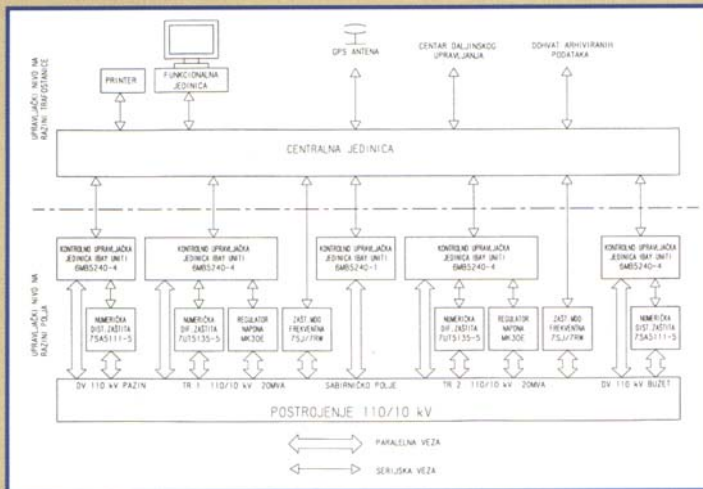 UPRAVLJAČKI NIVO NA
RAZINI TRAFOSTANICE
PRINTER
FUNKCIONALNA
JEDINICA
GPS ANTENA
CENTAR DALJINSKOG
UPRAVLJANJA
DOHVAT ARHIVIRANIH
PODATAKA
CENTRALNA JEDINICA
UPRAVLJAČKI NIVO NA
RAZINI POLJA
KONTROLNO UPRAVLJAČKA
JEDINICA (BAY UNIT)
6MB5240-4
KONTROLNO UPRAVLJAČKA
JEDINICA (BAY UNIT)
6MB5240-4
KONTROLNO UPRAVLJAČKA
JEDINICA (BAY UNIT)
6MB5240-1
KONTROLNO UPRAVLJAČKA
JEDINICA (BAY UNIT)
6MB5240-4
KONTROLNO UPRAVLJAČKA
JEDINICA (BAY UNIT)
6MB5240-4
NUMERIČKA
DIST. ZAŠTITA
7SA5111-5
NUMERIČKA
DIF. ZAŠTITA
7UT5135-5
REGULATOR
NAPONA
MK30E
ZAŠT. MDO
FREKVENTNA
7SJ/7RW
NUMERIČKA
DIF. ZAŠTITA
7UT5135-5
REGULATOR
NAPONA
MK30E
ZAŠT. MDO
FREKVENTNA
7SJ/7RW
NUMERIČKA
DIST. ZAŠTITA
7SA5111-5
DV 110 kV PAZIN
TR 1 110/10 kV 20MVA
SABIRNIČKO POLJE
TR 2 110/10 kV 20MVA
DV 110 kV BUZET
POSTROJENJE 110/10 kV
PARALELNA VEZA
SERIJSKA VEZA